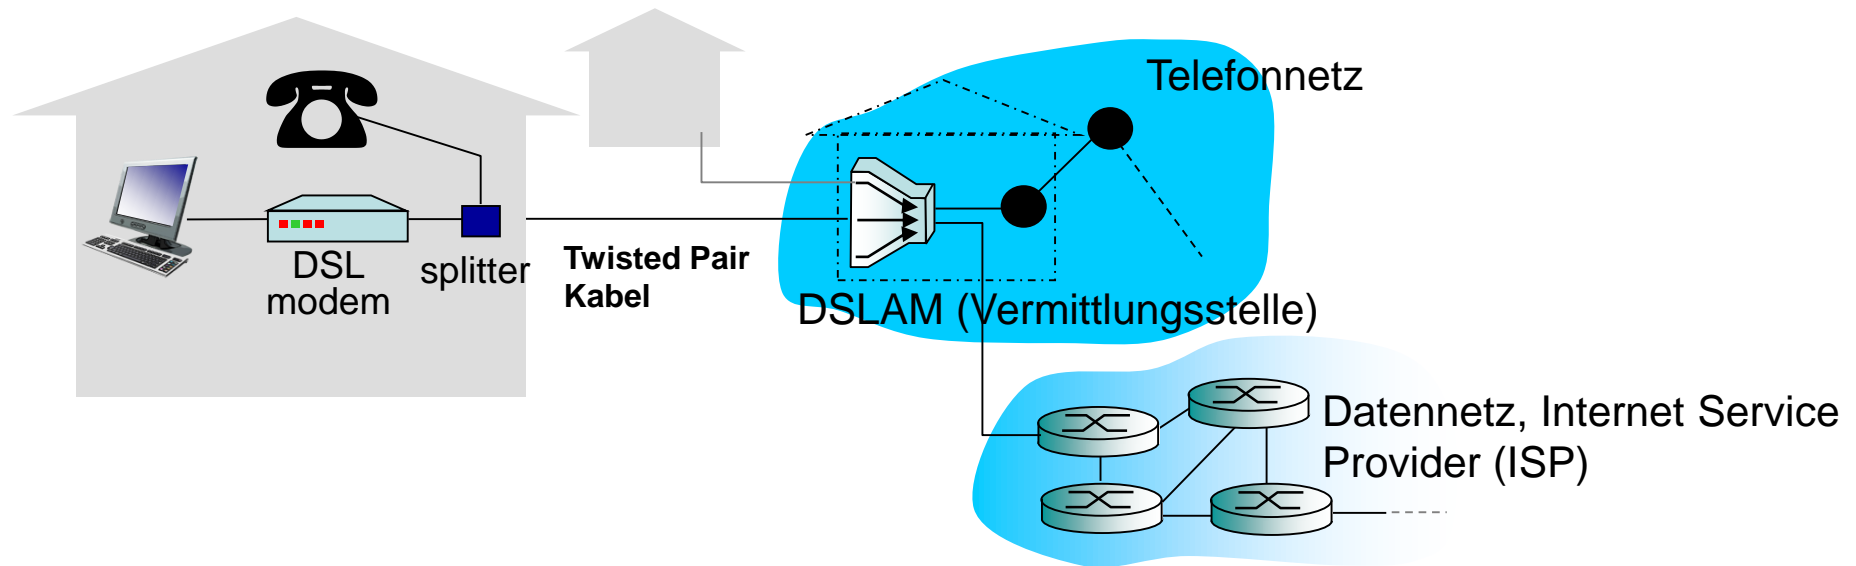 Telefonnetz
DSL
modem
splitter
Twisted Pair
Kabel
DSLAM (Vermittlungsstelle)
Datennetz, Internet Service
Provider (ISP)